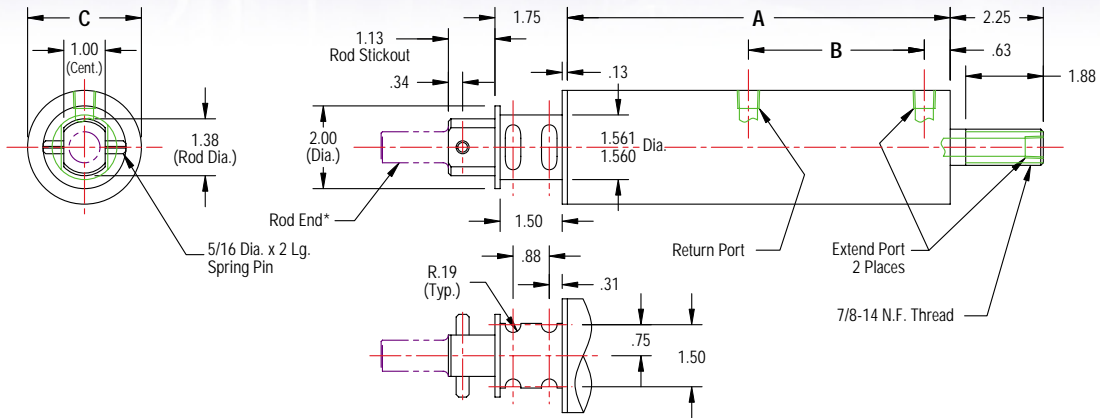 C
1.00
(Cent.)
1.38
(Rod Dia.)
5/16 Dia. x 2 Lg.
Spring Pin
1.75
1.13
Rod Stickout
.34
2.00
(Dia.)
Rod End*
1.50
A
B
.13
1.561
1.560
Dia.
2.25
.63
1.88
Return Port
Extend Port
2 Places
7/8-14 N.F. Thread
.88
R.19
(Typ.)
.31
.75
1.50